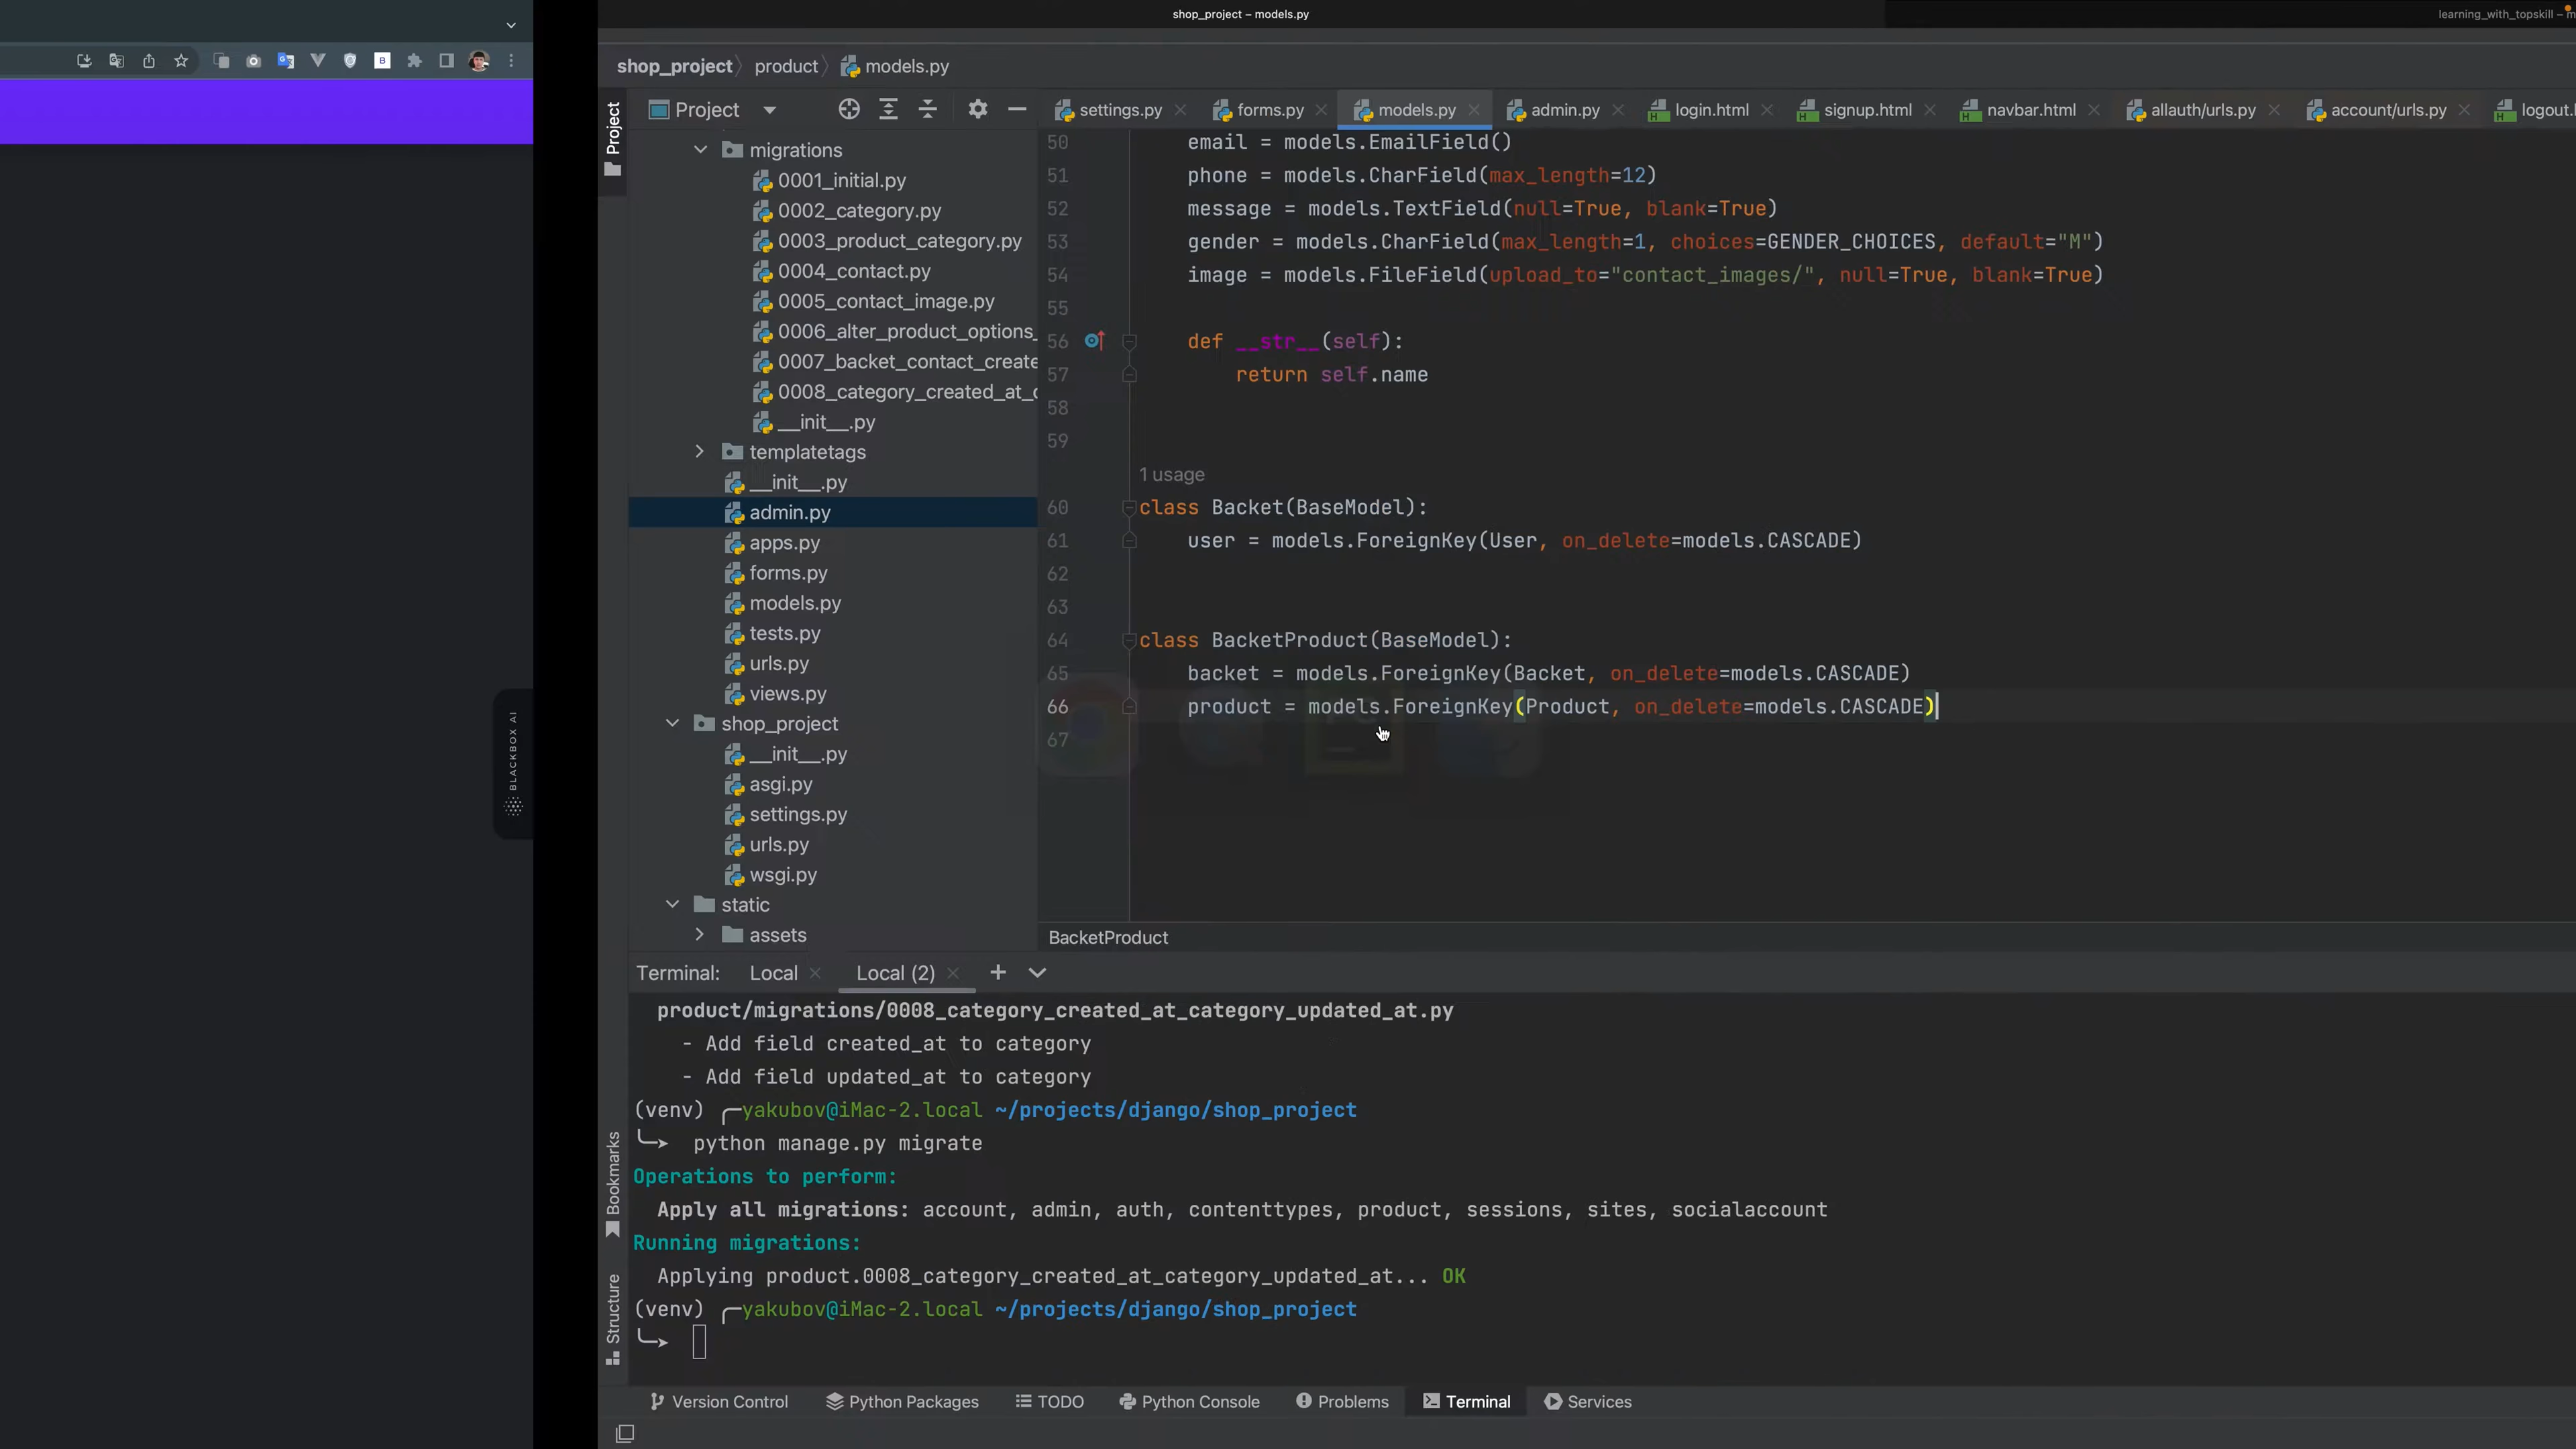 shop_project – models.py
learning_with_topskill – m
shop_project
product
models.py
Project
Project
settings.py
forms.py
models.py
admin.py
login.html
signup.html
navbar.html
allauth/urls.py
account/urls.py
logout.
migrations
0001_initial.py
0002_category.py
0003_product_category.py
0004_contact.py
0005_contact_image.py
0006_alter_product_options_
0007_backet_contact_create
0008_category_created_at_c
__init__.py
templatetags
__init__.py
admin.py
apps.py
forms.py
models.py
tests.py
urls.py
views.py
shop_project
__init__.py
asgi.py
settings.py
urls.py
wsgi.py
static
assets
BLACKBOX AI
50 email = models.EmailField()
51 phone = models.CharField(max_length=12)
52 message = models.TextField(null=True, blank=True)
53 gender = models.CharField(max_length=1, choices=GENDER_CHOICES, default="M")
54 image = models.FileField(upload_to="contact_images/", null=True, blank=True)
55
56 def __str__(self):
57 return self.name
58
59
1 usage
60 class Backet(BaseModel):
61 user = models.ForeignKey(User, on_delete=models.CASCADE)
62
63
64 class BacketProduct(BaseModel):
65 backet = models.ForeignKey(Backet, on_delete=models.CASCADE)
66 product = models.ForeignKey(Product, on_delete=models.CASCADE)
67
BacketProduct
Terminal: Local Local (2)
product/migrations/0008_category_created_at_category_updated_at.py
- Add field created_at to category
- Add field updated_at to category
(venv) ╭─yakubov@iMac-2.local ~/projects/django/shop_project
╰─➤ python manage.py migrate
Operations to perform:
Apply all migrations: account, admin, auth, contenttypes, product, sessions, sites, socialaccount
Running migrations:
Applying product.0008_category_created_at_category_updated_at... OK
(venv) ╭─yakubov@iMac-2.local ~/projects/django/shop_project
╰─➤
Bookmarks
Structure
Version Control
Python Packages
TODO
Python Console
Problems
Terminal
Services